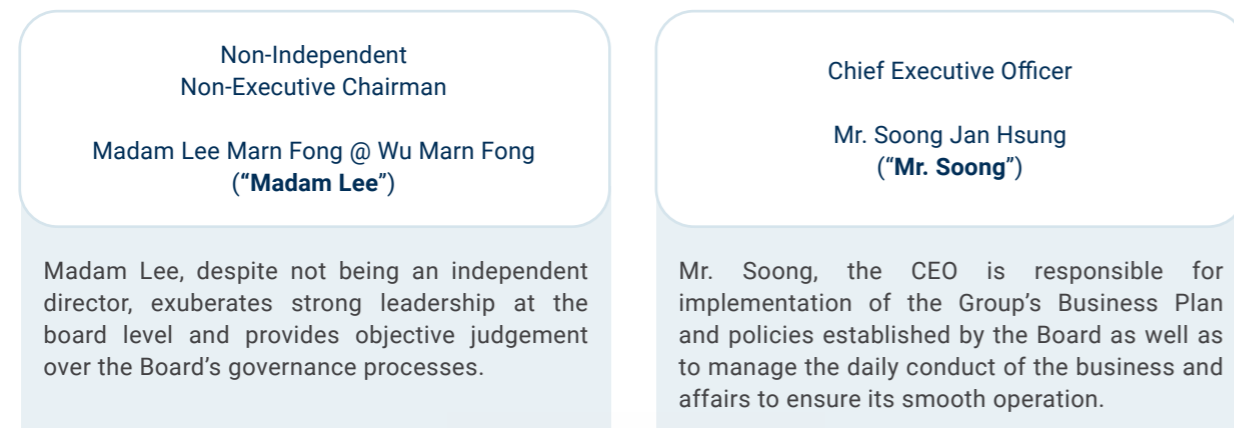 Non-Independent
Non-Executive Chairman
Madam Lee Marn Fong @ Wu Marn Fong
(“Madam Lee”)
Madam Lee, despite not being an independent
director, exuberates strong leadership at the
board level and provides objective judgement
over the Board’s governance processes.
Chief Executive Officer
Mr. Soong Jan Hsung
(“Mr. Soong”)
Mr. Soong, the CEO is responsible for
implementation of the Group’s Business Plan
and policies established by the Board as well as
to manage the daily conduct of the business and
affairs to ensure its smooth operation.